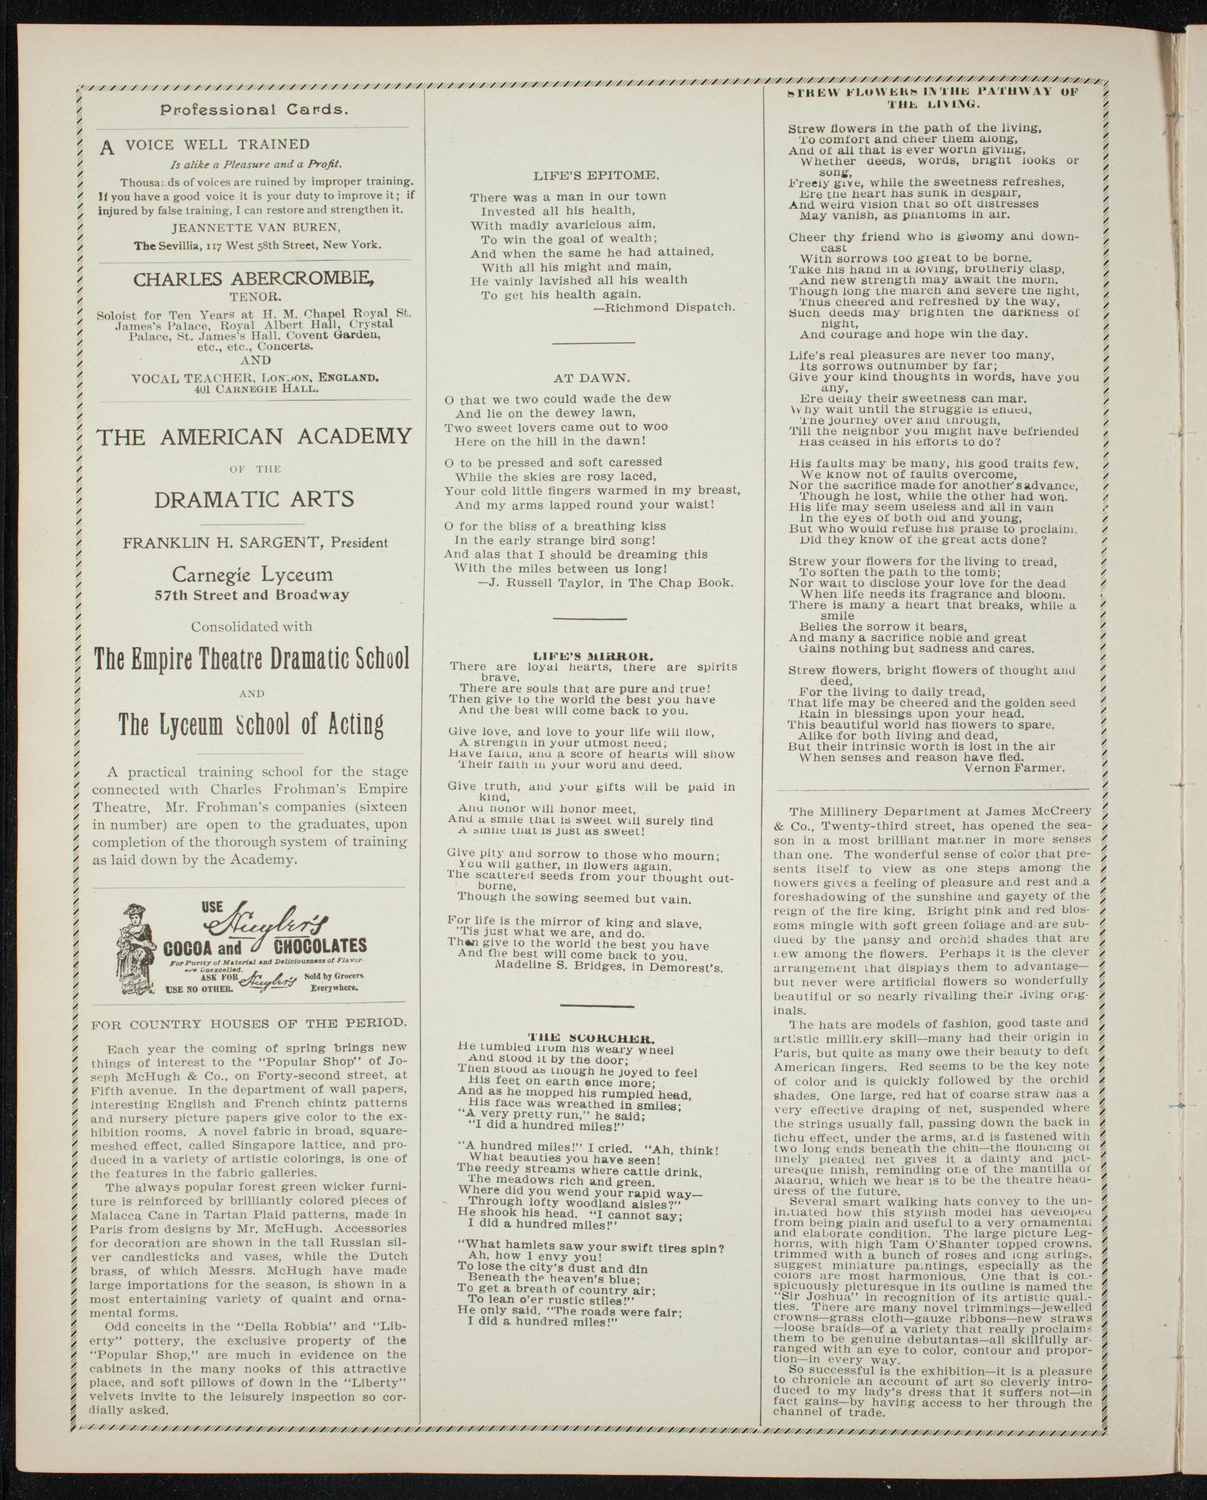 Professional Cards.
A VOICE WELL TRAINED
Is alike a Pleasure and a Profit.
Thousands of voices are ruined by improper training.
If you have a good voice it is your duty to improve it; if
injured by false training, I can restore and strengthen it.
JEANNETTE VAN BUREN,
The Sevillia, 117 West 58th Street, New York.
CHARLES ABERCROMBIE,
TENOR.
Soloist for Ten Years at H. M. Chapel Royal St.
James's Palace, Royal Albert Hall, Crystal
Palace, St. James's Hall, Covent Garden,
etc., etc., Concerts.
AND
VOCAL TEACHER, LONDON, ENGLAND.
401 CARNEGIE HALL.
THE AMERICAN ACADEMY
OF THE
DRAMATIC ARTS
FRANKLIN H. SARGENT, President
Carnegie Lyceum
57th Street and Broadway
Consolidated with
The Empire Theatre Dramatic School
AND
The Lyceum School of Acting
A practical training school for the stage
connected with Charles Frohman's Empire
Theatre, Mr. Frohman's companies (sixteen
in number) are open to the graduates, upon
completion of the thorough system of training
as laid down by the Academy.
USE Huyler's
COCOA and CHOCOLATES
For Purity of Material and Deliciousness of Flavor
are Unexcelled.
ASK FOR Huyler's Sold by Grocers
USE NO OTHER. Everywhere.
FOR COUNTRY HOUSES OF THE PERIOD.
Each year the coming of spring brings new
things of interest to the "Popular Shop" of Jo-
seph McHugh & Co., on Forty-second street, at
Fifth avenue. In the department of wall papers,
interesting English and French chintz patterns
and nursery picture papers give color to the ex-
hibition rooms. A novel fabric in broad, square-
meshed effect, called Singapore lattice, and pro-
duced in a variety of artistic colorings, is one of
the features in the fabric galleries.
The always popular forest green wicker furni-
ture is reinforced by brilliantly colored pieces of
Malacca Cane in Tartan Plaid patterns, made in
Paris from designs by Mr. McHugh. Accessories
for decoration are shown in the tall Russian sil-
ver candlesticks and vases, while the Dutch
brass, of which Messrs. McHugh have made
large importations for the season, is shown in a
most entertaining variety of quaint and orna-
mental forms.
Odd conceits in the "Della Robbia" and "Lib-
erty" pottery, the exclusive property of the
"Popular Shop," are much in evidence on the
cabinets in the many nooks of this attractive
place, and soft pillows of down in the "Liberty"
velvets invite to the leisurely inspection so cor-
dially asked.
LIFE'S EPITOME.
There was a man in our town
Invested all his health,
With madly avaricious aim,
To win the goal of wealth;
And when the same he had attained,
With all his might and main,
He vainly lavished all his wealth
To get his health again.
—Richmond Dispatch.
AT DAWN.
O that we two could wade the dew
And lie on the dewey lawn,
Two sweet lovers came out to woo
Here on the hill in the dawn!
O to be pressed and soft caressed
While the skies are rosy laced,
Your cold little fingers warmed in my breast,
And my arms lapped round your waist!
O for the bliss of a breathing kiss
In the early strange bird song!
And alas that I should be dreaming this
With the miles between us long!
—J. Russell Taylor, in The Chap Book.
LIFE'S MIRROR.
There are loyal hearts, there are spirits
brave,
There are souls that are pure and true!
Then give to the world the best you have
And the best will come back to you.
Give love, and love to your life will flow,
A strength in your utmost need;
Have faith, and a score of hearts will show
Their faith in your word and deed.
Give truth, and your gifts will be paid in
kind,
And honor will honor meet,
And a smile that is sweet will surely find
A smile that is just as sweet!
Give pity and sorrow to those who mourn;
You will gather, in flowers again,
The scattered seeds from your thought out-
borne,
Though the sowing seemed but vain.
For life is the mirror of king and slave,
'Tis just what we are, and do.
Then give to the world the best you have
And the best will come back to you.
Madeline S. Bridges, in Demorest's.
THE SCORCHER.
He tumbled from his weary wheel
And stood it by the door;
Then stood as though he joyed to feel
His feet on earth once more;
And as he mopped his rumpled head,
His face was wreathed in smiles;
"A very pretty run," he said;
"I did a hundred miles!"
"A hundred miles!" I cried. "Ah, think!
What beauties you have seen!
The reedy streams where cattle drink,
The meadows rich and green.
Where did you wend your rapid way—
Through lofty woodland aisles?"
He shook his head. "I cannot say;
I did a hundred miles!"
"What hamlets saw your swift tires spin?
Ah, how I envy you!
To lose the city's dust and din
Beneath the heaven's blue;
To get a breath of country air;
To lean o'er rustic stiles!"
He only said, "The roads were fair;
I did a hundred miles!"
STREW FLOWERS IN THE PATHWAY OF
THE LIVING.
Strew flowers in the path of the living,
To comfort and cheer them along,
And of all that is ever worth giving,
Whether deeds, words, bright looks or
song,
Freely give, while the sweetness refreshes,
Ere the heart has sunk in despair,
And weird vision that so oft distresses
May vanish, as phantoms in air.
Cheer thy friend who is gloomy and down-
cast
With sorrows too great to be borne.
Take his hand in a loving, brotherly clasp,
And new strength may await the morn.
Though long the march and severe the fight,
Thus cheered and refreshed by the way,
Such deeds may brighten the darkness of
night,
And courage and hope win the day.
Life's real pleasures are never too many,
Its sorrows outnumber by far;
Give your kind thoughts in words, have you
any,
Ere delay their sweetness can mar.
Why wait until the struggle is ended,
The journey over and through,
Till the neighbor you might have befriended
Has ceased in his efforts to do?
His faults may be many, his good traits few,
We know not of faults overcome,
Nor the sacrifice made for another's advance,
Though he lost, while the other had won.
His life may seem useless and all in vain
In the eyes of both old and young,
But who would refuse his praise to proclaim,
Did they know of the great acts done?
Strew your flowers for the living to tread,
To soften the path to the tomb;
Nor wait to disclose your love for the dead
When life needs its fragrance and bloom.
There is many a heart that breaks, while a
smile
Belies the sorrow it bears,
And many a sacrifice noble and great
Gains nothing but sadness and cares.
Strew flowers, bright flowers of thought and
deed,
For the living to daily tread,
That life may be cheered and the golden seed
Rain in blessings upon your head,
This beautiful world has flowers to spare,
Alike for both living and dead,
But their intrinsic worth is lost in the air
When senses and reason have fled.
Vernon Farmer.
The Millinery Department at James McCreery
& Co., Twenty-third street, has opened the sea-
son in a most brilliant manner in more senses
than one. The wonderful sense of color that pre-
sents itself to view as one steps among the
flowers gives a feeling of pleasure and rest and a
foreshadowing of the sunshine and gayety of the
reign of the fire king. Bright pink and red blos-
soms mingle with soft green foliage and are sub-
dued by the pansy and orchid shades that are
new among the flowers. Perhaps it is the clever
arrangement that displays them to advantage—
but never were artificial flowers so wonderfully
beautiful or so nearly rivalling their living orig-
inals.
The hats are models of fashion, good taste and
artistic millinery skill—many had their origin in
Paris, but quite as many owe their beauty to deft
American fingers. Red seems to be the key note
of color and is quickly followed by the orchid
shades. One large, red hat of coarse straw has a
very effective draping of net, suspended where
the strings usually fall, passing down the back in
fichu effect, under the arms, and is fastened with
two long ends beneath the chin—the flouncing of
finely pleated net gives it a dainty and pict-
uresque finish, reminding one of the mantilla of
Madrid, which we hear is to be the theatre head-
dress of the future.
Several smart walking hats convey to the un-
initiated how this stylish model has developed
from being plain and useful to a very ornamental
and elaborate condition. The large picture Leg-
horns, with high Tam O'Shanter topped crowns,
trimmed with a bunch of roses and long strings,
suggest miniature paintings, especially as the
colors are most harmonious. One that is con-
spicuously picturesque in its outline is named the
"Sir Joshua" in recognition of its artistic quali-
ties. There are many novel trimmings—jewelled
crowns—grass cloth—gauze ribbons—new straws
—loose braids—of a variety that really proclaims
them to be genuine debutantas—all skillfully ar-
ranged with an eye to color, contour and propor-
tion—in every way.
So successful is the exhibition—it is a pleasure
to chronicle an account of art so cleverly intro-
duced to my lady's dress that it suffers not—in
fact gains—by having access to her through the
channel of trade.